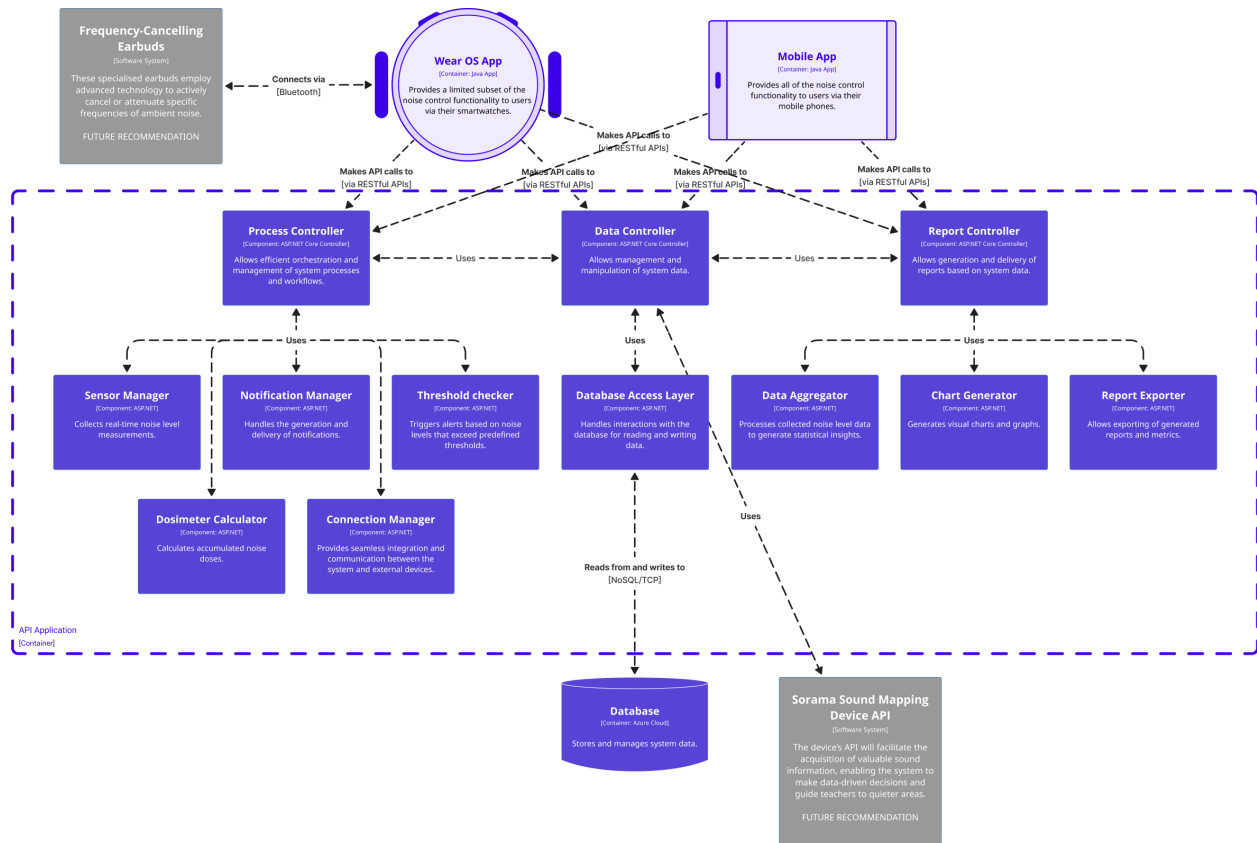 Frequency-Cancelling
Earbuds
[Software System]
These specialised earbuds employ
advanced technology to actively
cancel or attenuate specific
frequencies of ambient noise.
FUTURE RECOMMENDATION
Connects via
[Bluetooth]
Wear OS App
[Container: Java App]
Provides a limited subset of the
noise control functionality to users
via their smartwatches.
Mobile App
[Container: Java App]
Provides all of the noise control
functionality to users via their
mobile phones.
Makes API calls to
[via RESTful APIs]
Makes API calls to
[via RESTful APIs]
Makes API calls to
[via RESTful APIs]
Makes API calls to
[via RESTful APIs]
Makes API calls to
[via RESTful APIs]
Process Controller
[Component: ASP.NET Core Controller]
Allows efficient orchestration and
management of system processes
and workflows.
Uses
Data Controller
[Component: ASP.NET Core Controller]
Allows management and
manipulation of system data.
Uses
Report Controller
[Component: ASP.NET Core Controller]
Allows generation and delivery of
reports based on system data.
Uses
Uses
Uses
Sensor Manager
[Component: ASP.NET]
Collects real-time noise level
measurements.
Notification Manager
[Component: ASP.NET]
Handles the generation and
delivery of notifications.
Threshold checker
[Component: ASP.NET]
Triggers alerts based on noise
levels that exceed predefined
thresholds.
Database Access Layer
[Component: ASP.NET]
Handles interactions with the
database for reading and writing
data.
Data Aggregator
[Component: ASP.NET]
Processes collected noise level data
to generate statistical insights.
Chart Generator
[Component: ASP.NET]
Generates visual charts and graphs.
Report Exporter
[Component: ASP.NET]
Allows exporting of generated
reports and metrics.
Dosimeter Calculator
[Component: ASP.NET]
Calculates accumulated noise
doses.
Connection Manager
[Component: ASP.NET]
Provides seamless integration and
communication between the
system and external devices.
Uses
Reads from and writes to
[NoSQL/TCP]
API Application
[Container]
Database
[Container: Azure Cloud]
Stores and manages system data.
Sorama Sound Mapping
Device API
[Software System]
The device's API will facilitate the
acquisition of valuable sound
information, enabling the system to
make data-driven decisions and
guide teachers to quieter areas.
FUTURE RECOMMENDATION